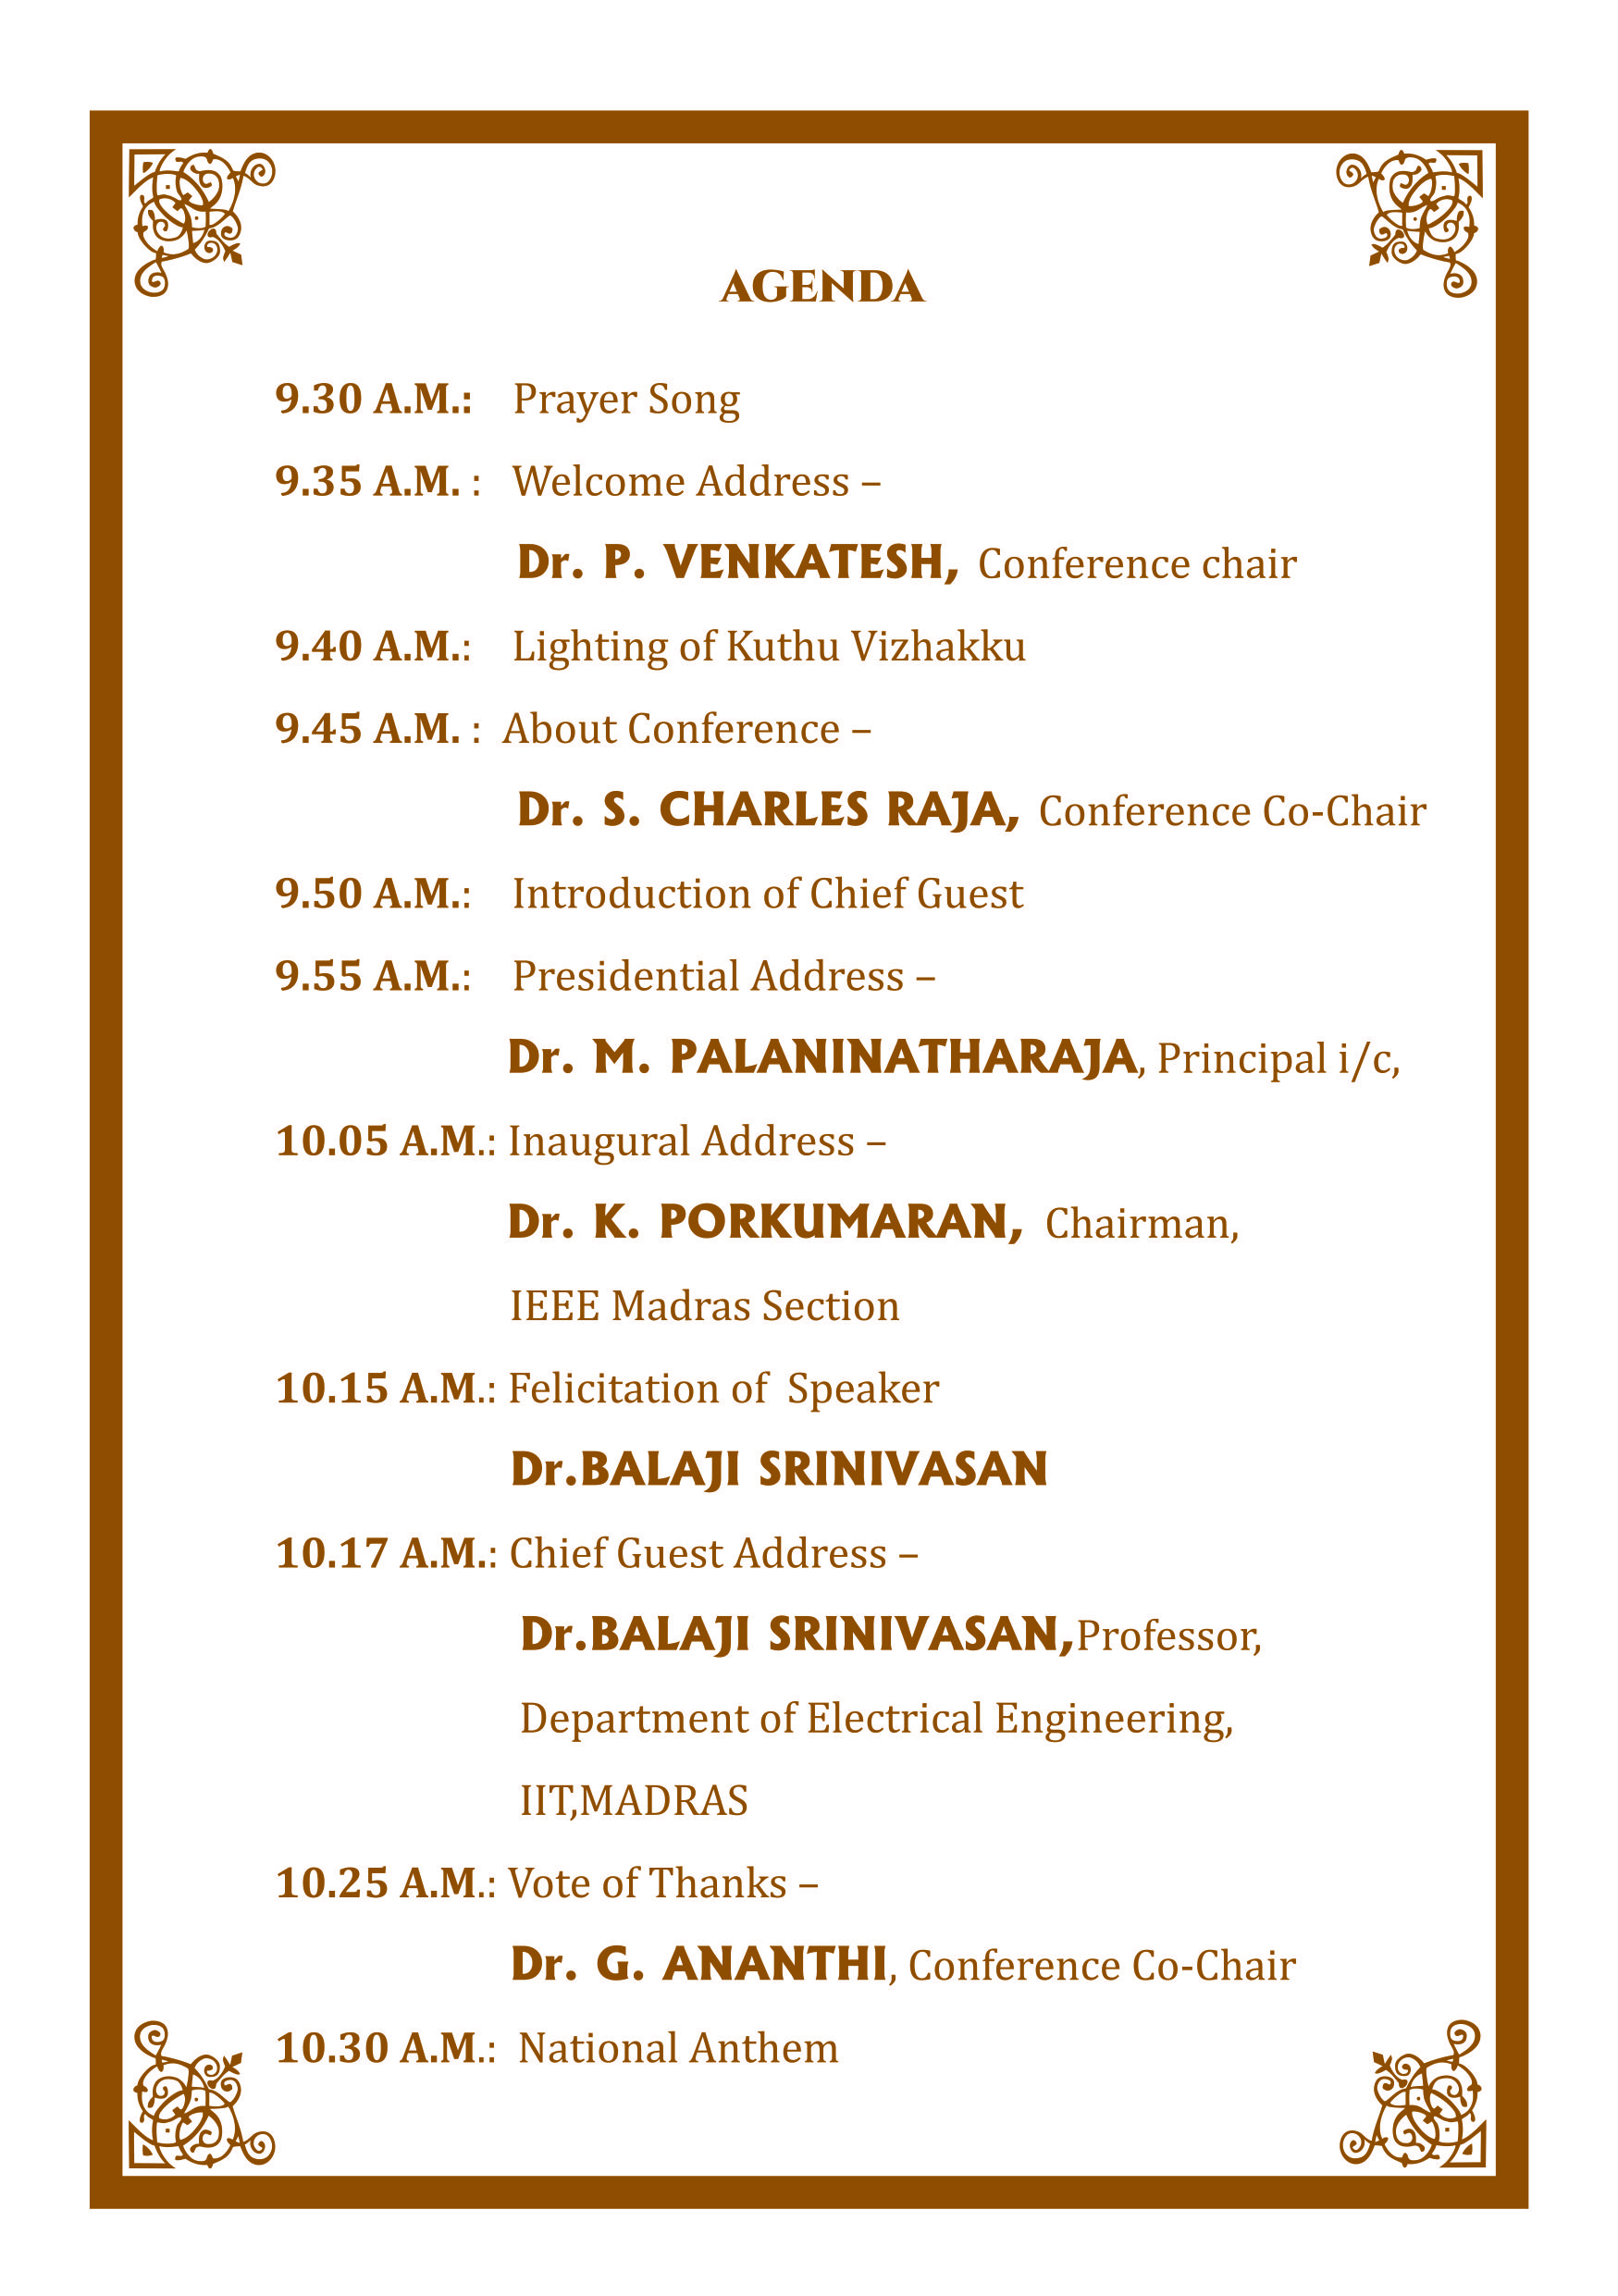 AGENDA
9.30 A.M.: Prayer Song
9.35 A.M. : Welcome Address –
Dr. P. VENKATESH, Conference chair
9.40 A.M.: Lighting of Kuthu Vizhakku
9.45 A.M. : About Conference –
Dr. S. CHARLES RAJA, Conference Co-Chair
9.50 A.M.: Introduction of Chief Guest
9.55 A.M.: Presidential Address –
Dr. M. PALANINATHARAJA, Principal i/c,
10.05 A.M.: Inaugural Address –
Dr. K. PORKUMARAN, Chairman,
IEEE Madras Section
10.15 A.M.: Felicitation of Speaker
Dr.BALAJI SRINIVASAN
10.17 A.M.: Chief Guest Address –
Dr.BALAJI SRINIVASAN,Professor,
Department of Electrical Engineering,
IIT,MADRAS
10.25 A.M.: Vote of Thanks –
Dr. G. ANANTHI, Conference Co-Chair
10.30 A.M.: National Anthem